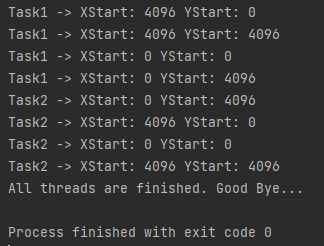 Task1 -> XStart: 4096 YStart: 0
Task1 -> XStart: 4096 YStart: 4096
Task1 -> XStart: 0 YStart: 0
Task1 -> XStart: 0 YStart: 4096
Task2 -> XStart: 0 YStart: 4096
Task2 -> XStart: 4096 YStart: 0
Task2 -> XStart: 0 YStart: 0
Task2 -> XStart: 4096 YStart: 4096
All threads are finished. Good Bye...
Process finished with exit code 0